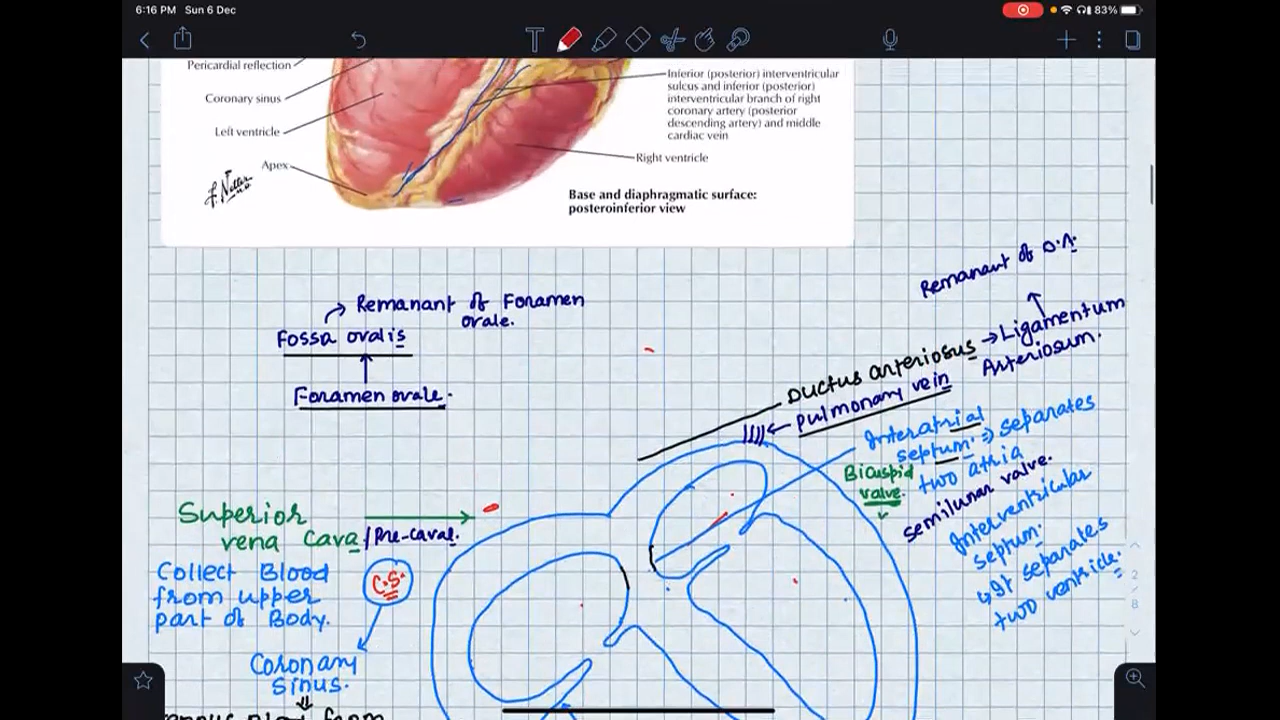 6:16 PM Sun 6 Dec
83%
Pericardial reflection
Coronary sinus
Left ventricle
Apex
Inferior (posterior) interventricular
sulcus and inferior (posterior)
interventricular branch of right
coronary artery (posterior
descending artery) and middle
cardiac vein
Right ventricle
Base and diaphragmatic surface:
posteroinferior view
Remanant of Foramen
ovale.
Fossa ovalis
Foramen ovale.
Remanant of D.A.
Ductus arteriosus → Ligamentum
Arteriosum.
Pulmonary vein
Interatrial
septum. ⇒ separates
two atria
Bicuspid
valve.
semilunar valve.
Interventricular
septum.
↳ It separates
two ventricle.
Superior
vena Cava / Pre-caval.
Collect Blood
from upper
part of Body.
C.S.
Coronary
sinus.
from
2
8